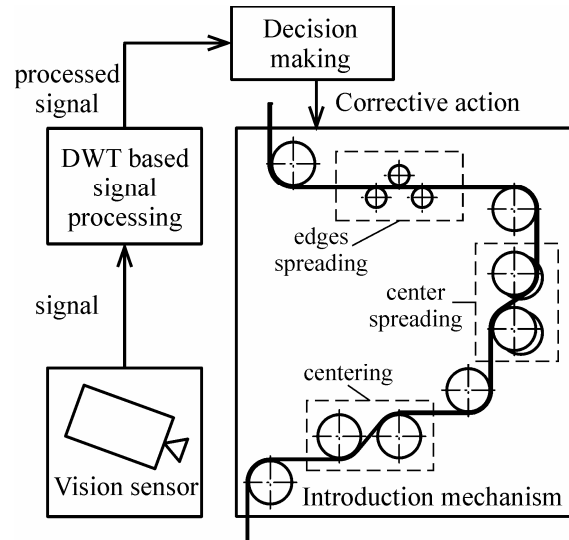 Decision
making
processed
signal
Corrective action
DWT based
signal
processing
edges
spreading
signal
center
spreading
centering
Vision sensor
Introduction mechanism